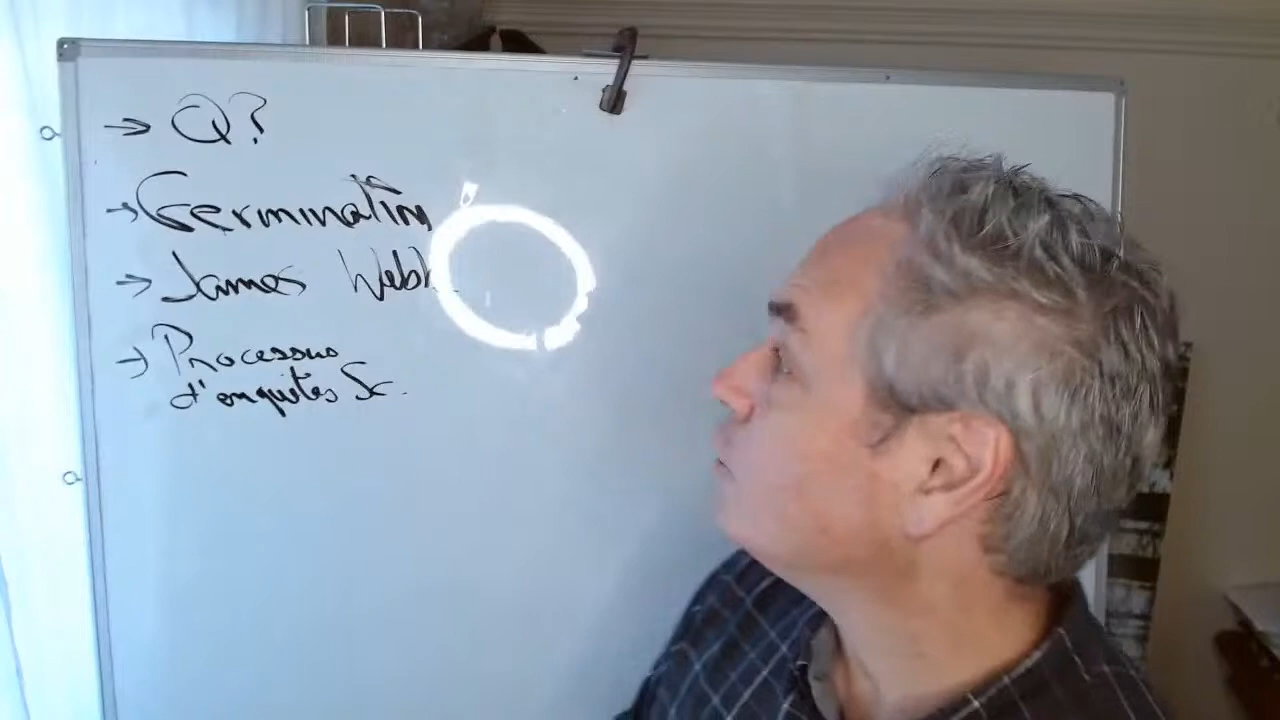 → Q?
→ Germination
→ James Webb
→ Processus
d'enquêtes Sc.